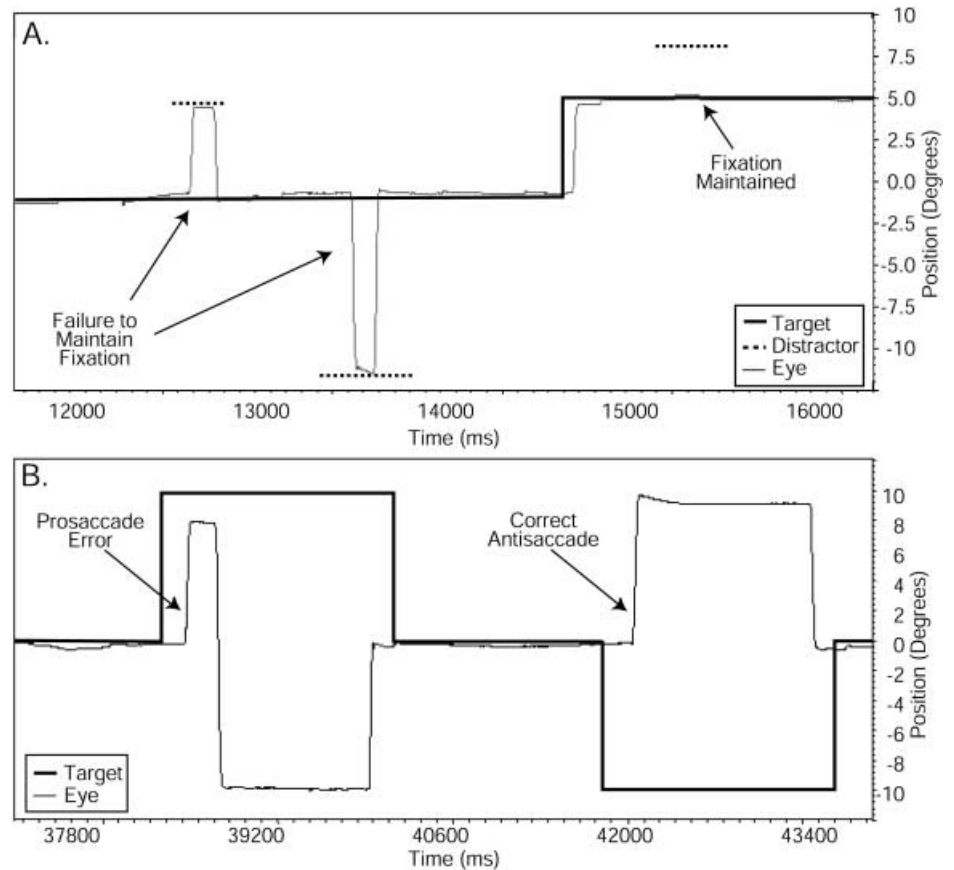 A.
10
7.5
5.0
2.5
0.0
-2.5
-5.0
-7.5
-10
Position (Degrees)
Fixation
Maintained
Failure to
Maintain
Fixation
Target
Distractor
Eye
12000 13000 14000 15000 16000
Time (ms)
B.
10
8
6
4
2
0
-2
-4
-6
-8
-10
Position (Degrees)
Prosaccade
Error
Correct
Antisaccade
Target
Eye
37800 39200 40600 42000 43400
Time (ms)